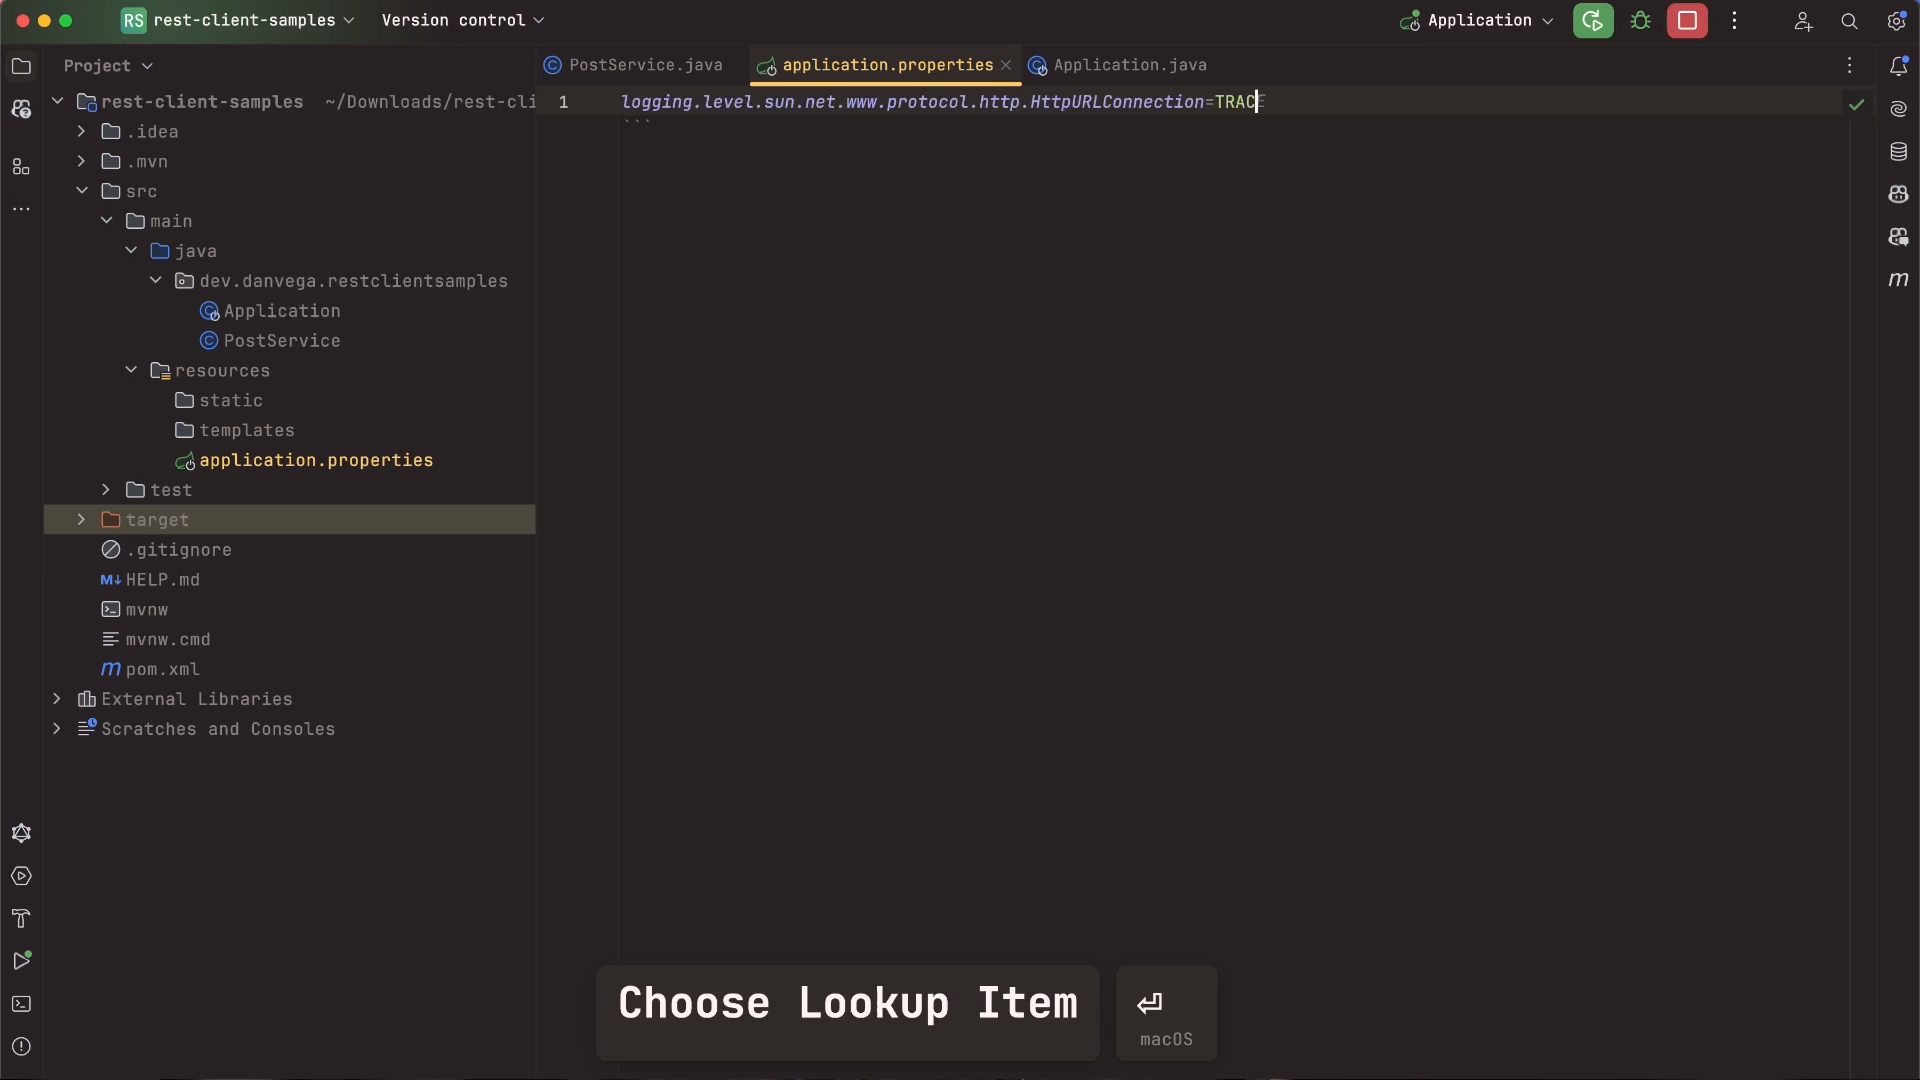 RS rest-client-samples Version control Application
Project
PostService.java application.properties Application.java
rest-client-samples ~/Downloads/rest-cli
1 logging.level.sun.net.www.protocol.http.HttpURLConnection=TRACE
```
.idea
.mvn
src
main
java
dev.danvega.restclientsamples
Application
PostService
resources
static
templates
application.properties
test
target
.gitignore
HELP.md
mvnw
mvnw.cmd
pom.xml
External Libraries
Scratches and Consoles
Choose Lookup Item
macOS